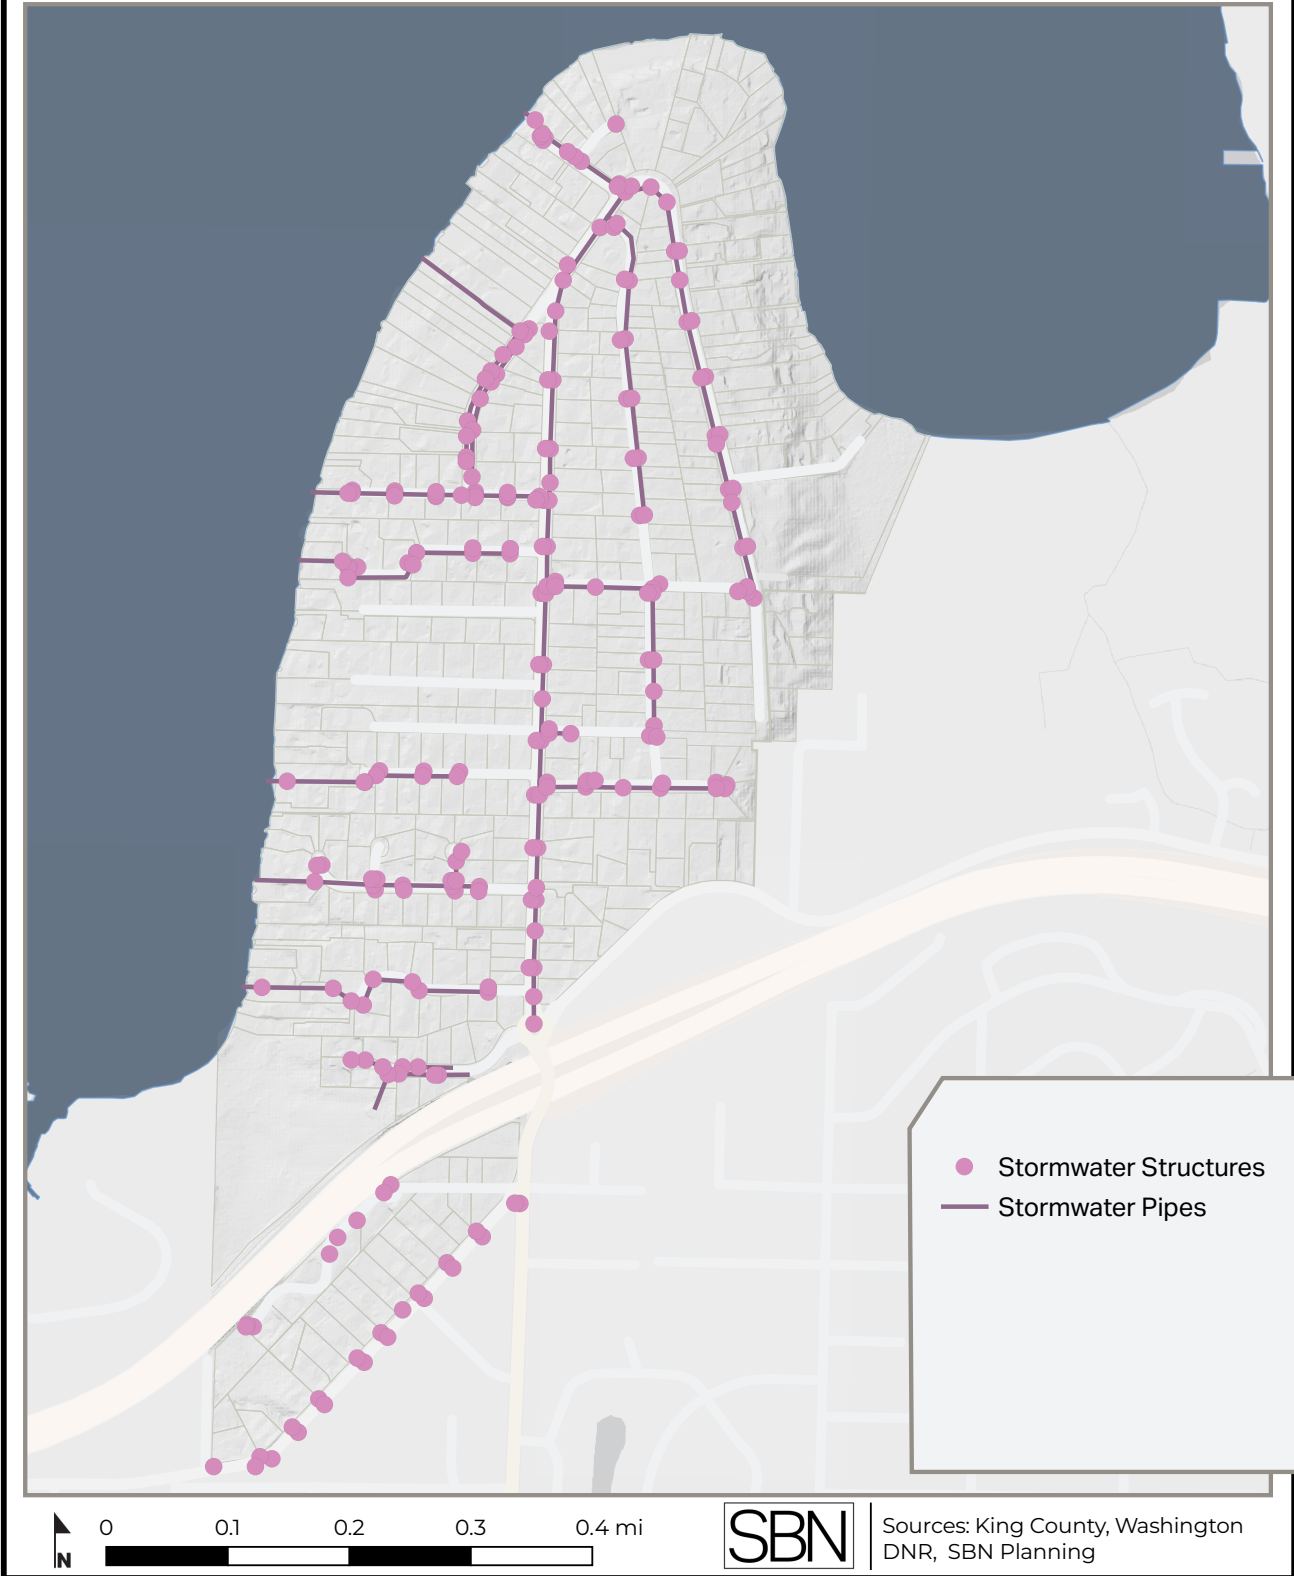 Stormwater Structures
Stormwater Pipes
N
0 0.1 0.2 0.3 0.4 mi
SBN
Sources: King County, Washington
DNR, SBN Planning